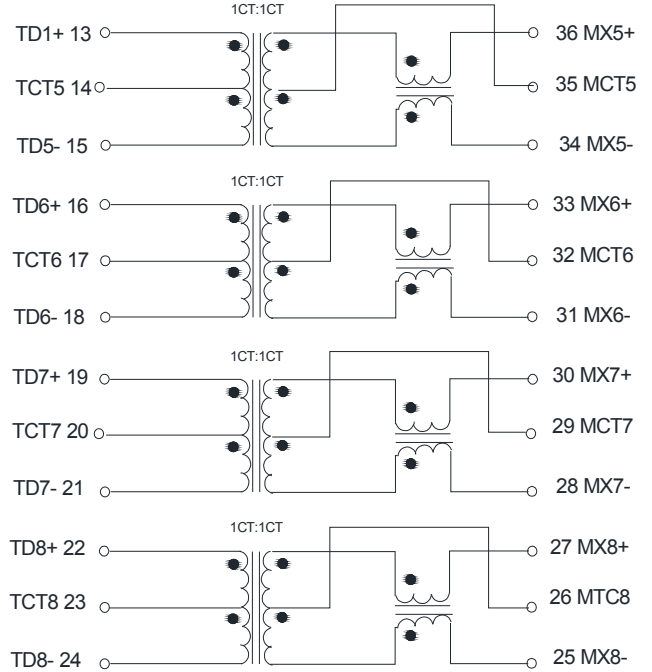 1CT:1CT
TD1+ 13
36 MX5+
TCT5 14
35 MCT5
TD5- 15
34 MX5-
1CT:1CT
TD6+ 16
33 MX6+
TCT6 17
32 MCT6
TD6- 18
31 MX6-
1CT:1CT
TD7+ 19
30 MX7+
TCT7 20
29 MCT7
TD7- 21
28 MX7-
1CT:1CT
TD8+ 22
27 MX8+
TCT8 23
26 MTC8
TD8- 24
25 MX8-